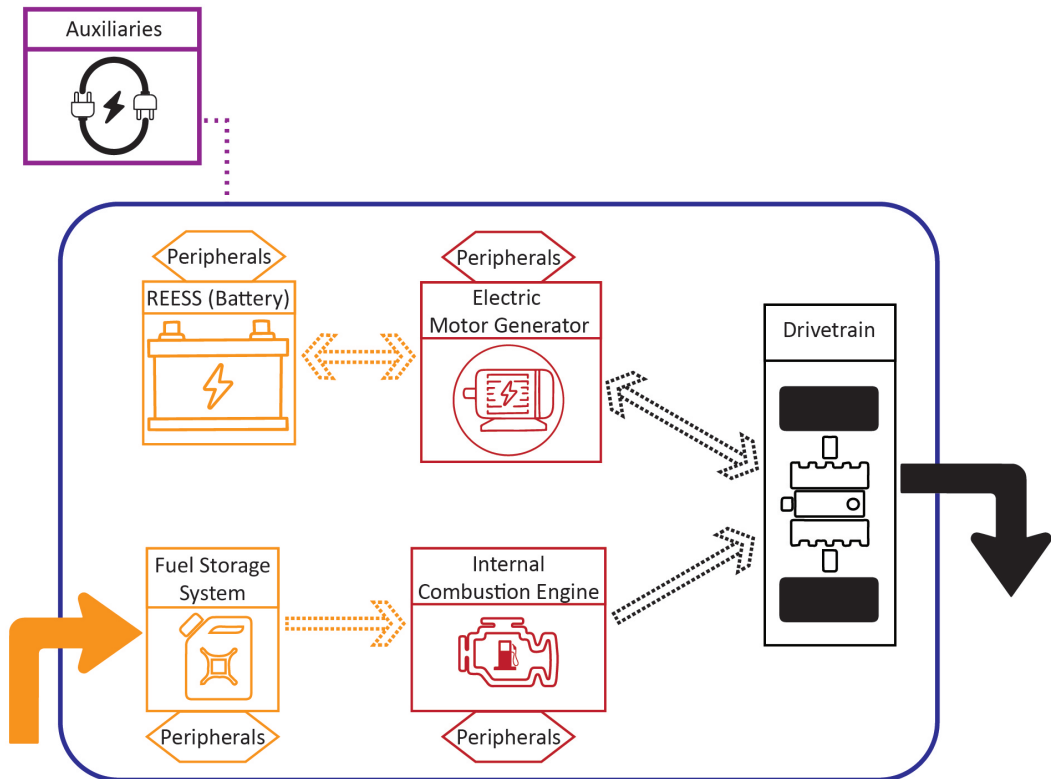 Auxiliaries
Peripherals
REESS (Battery)
Peripherals
Electric
Motor Generator
Drivetrain
Fuel Storage
System
Peripherals
Internal
Combustion Engine
Peripherals